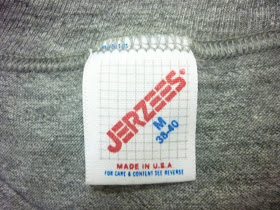 JERZEES®
M
38-40
MADE IN U.S.A
FOR CARE & CONTENT SEE REVERSE